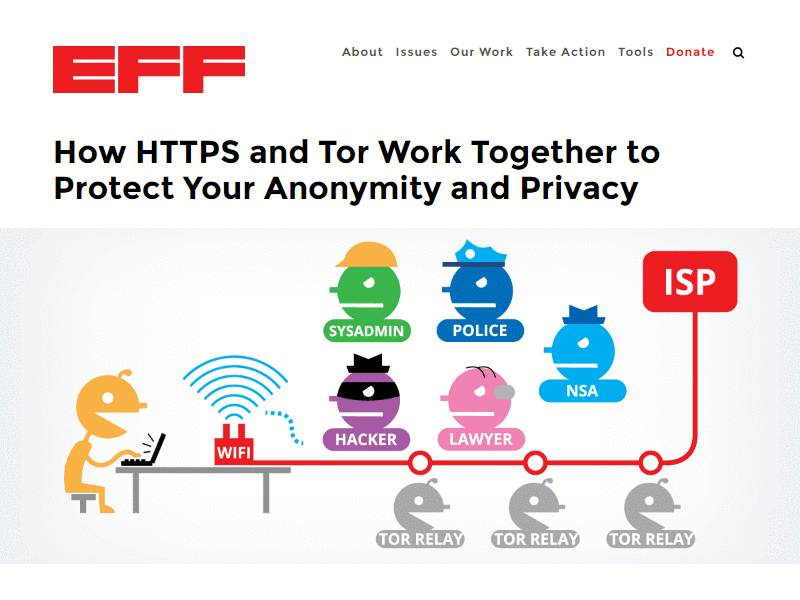 EFF
About Issues Our Work Take Action Tools Donate
How HTTPS and Tor Work Together to
Protect Your Anonymity and Privacy
ISP
SYSADMIN
POLICE
NSA
HACKER
LAWYER
WIFI
TOR RELAY
TOR RELAY
TOR RELAY